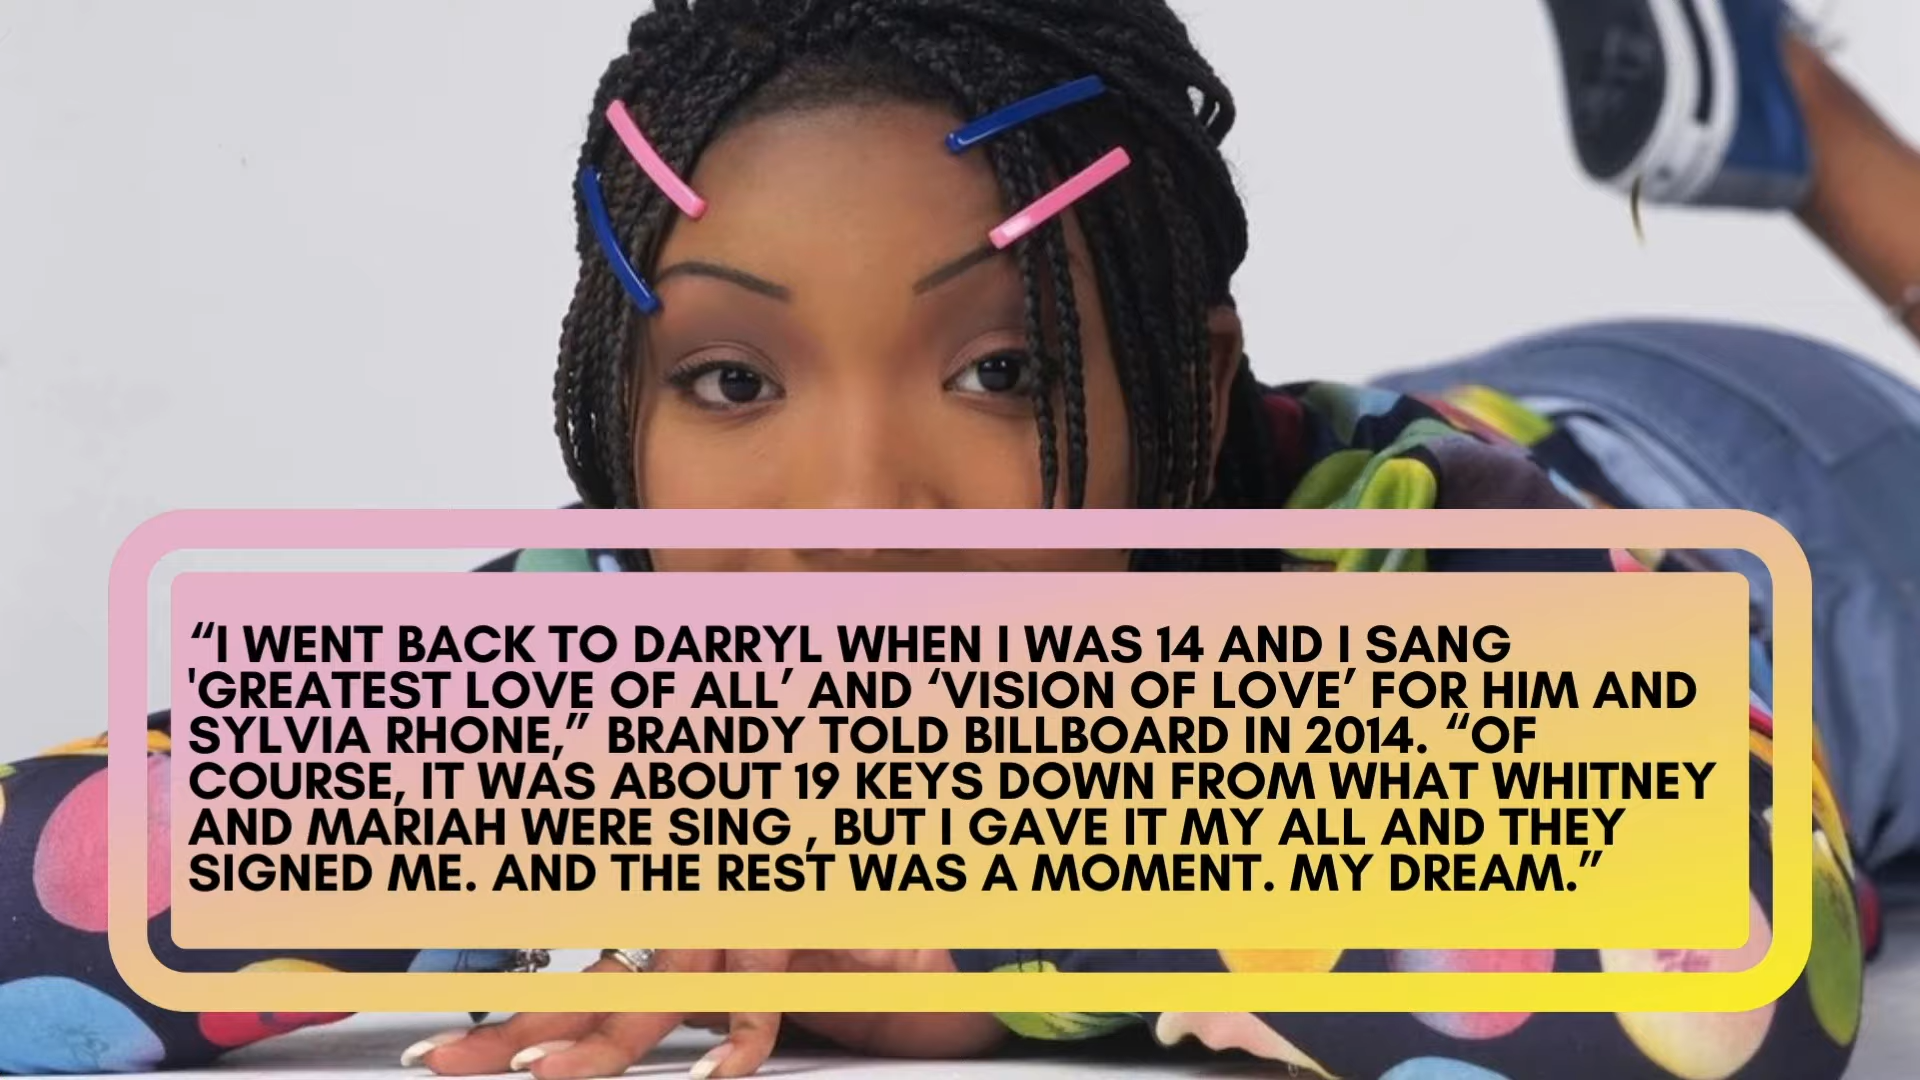 “I WENT BACK TO DARRYL WHEN I WAS 14 AND I SANG
'GREATEST LOVE OF ALL’ AND ‘VISION OF LOVE’ FOR HIM AND
SYLVIA RHONE,” BRANDY TOLD BILLBOARD IN 2014. “OF
COURSE, IT WAS ABOUT 19 KEYS DOWN FROM WHAT WHITNEY
AND MARIAH WERE SING , BUT I GAVE IT MY ALL AND THEY
SIGNED ME. AND THE REST WAS A MOMENT. MY DREAM.”